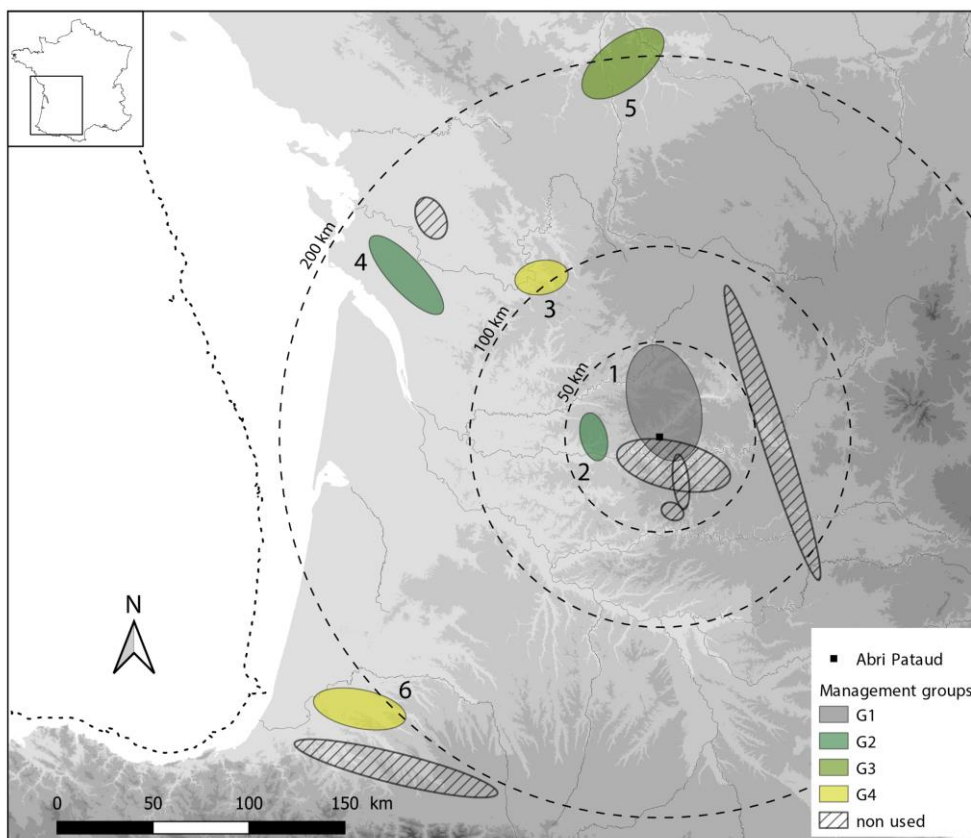 5
200 km
4
3
100 km
1
50 km
2
N
6
0 50 100 150 km
Abri Pataud
Management groups
G1
G2
G3
G4
non used